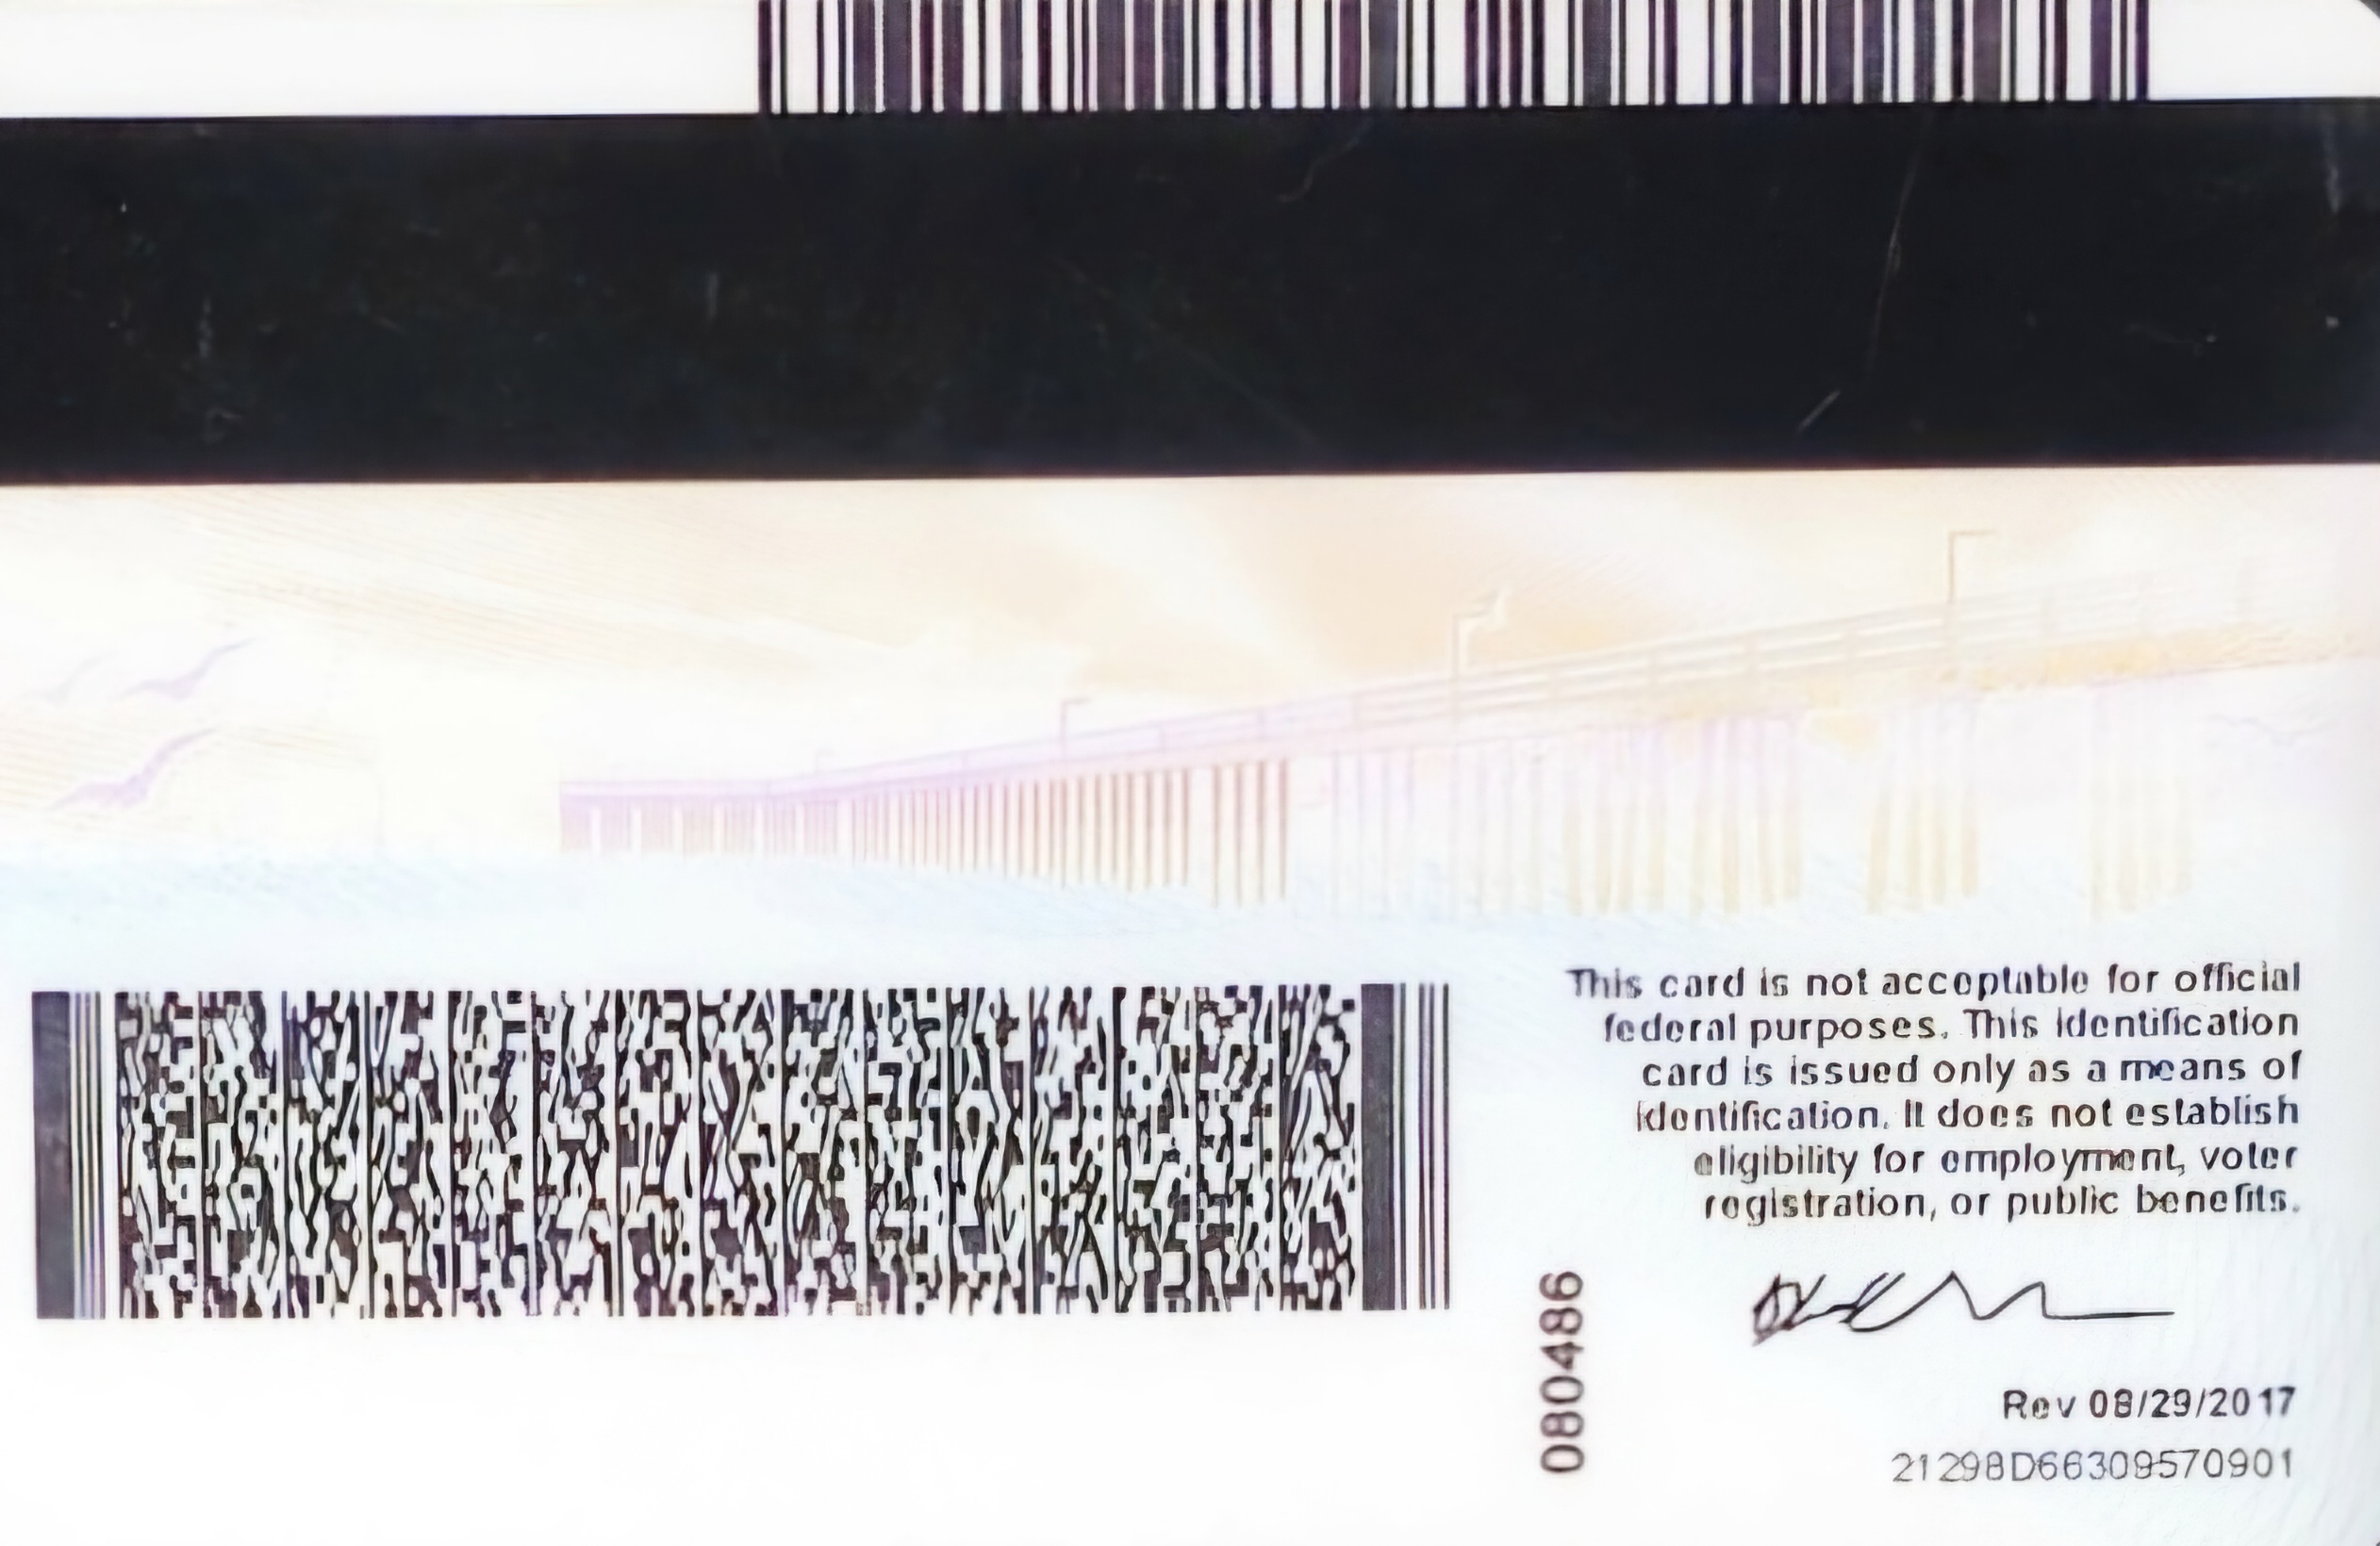 This card is not acceptable for official
federal purposes. This identification
card is issued only as a means of
identification. It does not establish
eligibility for employment, voter
registration, or public benefits.
080486
Rev 08/29/2017
21298D66309570901